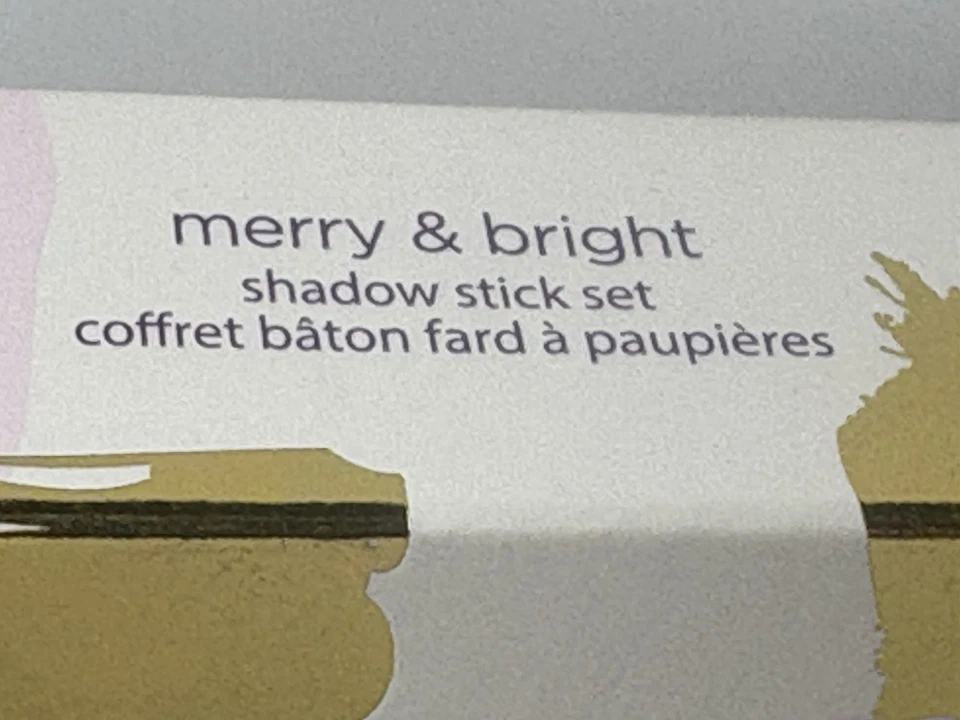 merry & bright
shadow stick set
coffret bâton fard à paupières